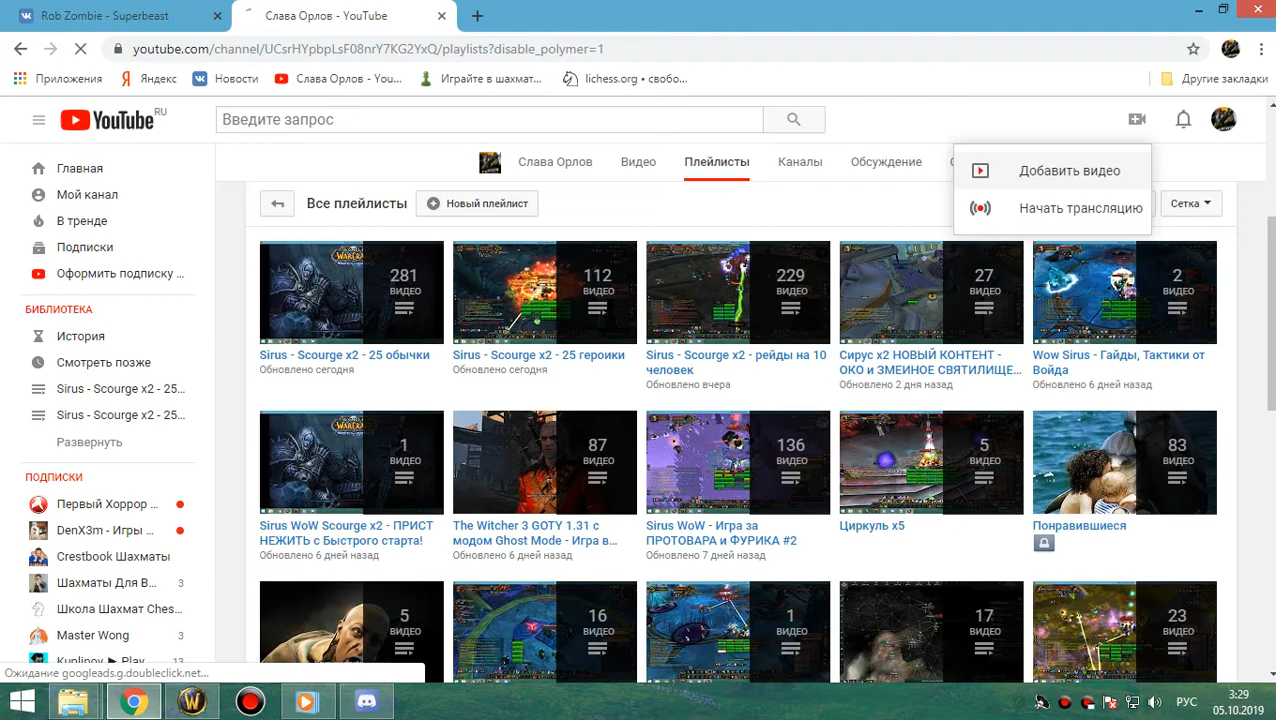 Rob Zombie - Superbeast
Слава Орлов - YouTube
youtube.com/channel/UCsrHYpbpLsF08nrY7KG2YxQ/playlists?disable_polymer=1
Приложения
Яндекс
Новости
Слава Орлов - You...
Играйте в шахмат...
lichess.org • свобо...
Другие закладки
YouTube RU
Введите запрос
Слава Орлов
Видео
Плейлисты
Каналы
Обсуждение
Добавить видео
Начать трансляцию
Все плейлисты
Новый плейлист
Сетка
Главная
Мой канал
В тренде
Подписки
Оформить подписку ...
БИБЛИОТЕКА
История
Смотреть позже
Sirus - Scourge x2 - 25...
Sirus - Scourge x2 - 25...
Развернуть
ПОДПИСКИ
Первый Хоррор ...
DenX3m - Игры ...
Crestbook Шахматы
Шахматы Для В... 3
Школа Шахмат Ches...
Master Wong 3
Kuplinov ► Play 13
281
ВИДЕО
Sirus - Scourge x2 - 25 обычки
Обновлено сегодня
112
ВИДЕО
Sirus - Scourge x2 - 25 героики
Обновлено сегодня
229
ВИДЕО
Sirus - Scourge x2 - рейды на 10
человек
Обновлено вчера
27
ВИДЕО
Сирус x2 НОВЫЙ КОНТЕНТ -
ОКО и ЗМЕИНОЕ СВЯТИЛИЩЕ...
Обновлено 2 дня назад
2
ВИДЕО
Wow Sirus - Гайды, Тактики от
Войда
Обновлено 6 дней назад
1
ВИДЕО
Sirus WoW Scourge x2 - ПРИСТ
НЕЖИТЬ с Быстрого старта!
Обновлено 6 дней назад
87
ВИДЕО
The Witcher 3 GOTY 1.31 с
модом Ghost Mode - Игра в...
Обновлено 6 дней назад
136
ВИДЕО
Sirus WoW - Игра за
ПРОТОВАРА и ФУРИКА #2
Обновлено 7 дней назад
5
ВИДЕО
Циркуль x5
83
ВИДЕО
Понравившиеся
5
ВИДЕО
16
ВИДЕО
1
ВИДЕО
17
ВИДЕО
23
ВИДЕО
Ожидание googleads.g.doubleclick.net...
РУС
3:29
05.10.2019